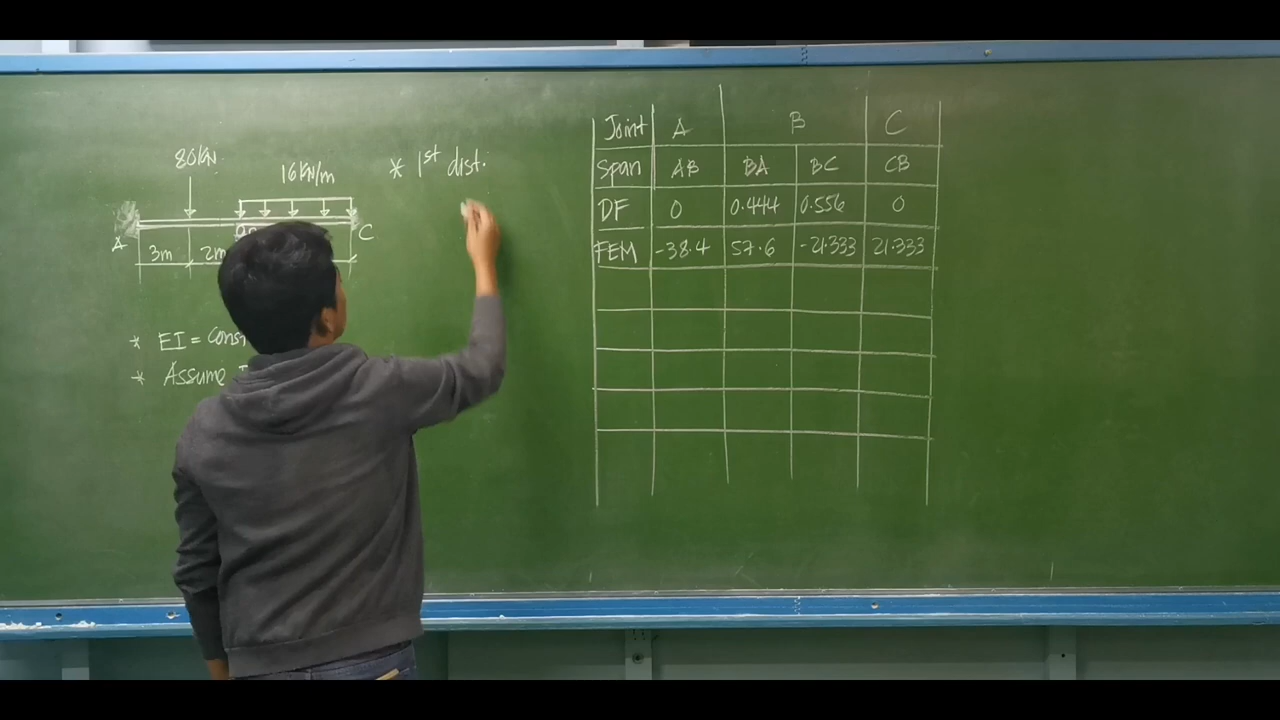 80KN
16KN/m
A
C
3m
2m
* EI =
* Assume
* 1st dist.
Joint A B C
Span AB BA BC CB
DF 0 0.444 0.556 0
FEM -38.4 57.6 -21.333 21.333